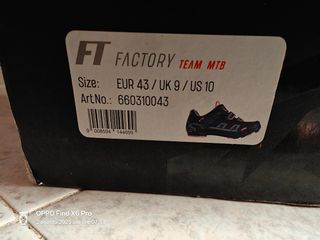 FT FACTORY TEAM MTB
Size: EUR 43 / UK 9 / US 10
Art.No.: 660310043
OPPO Find X6 Pro